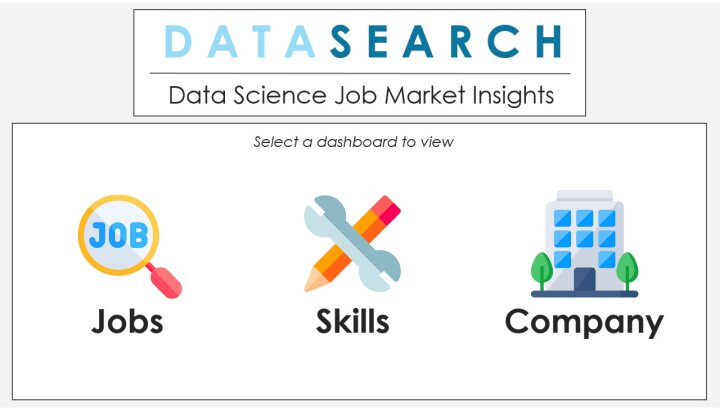 DATASEARCH
Data Science Job Market Insights
Select a dashboard to view
JOB
Jobs
Skills
Company